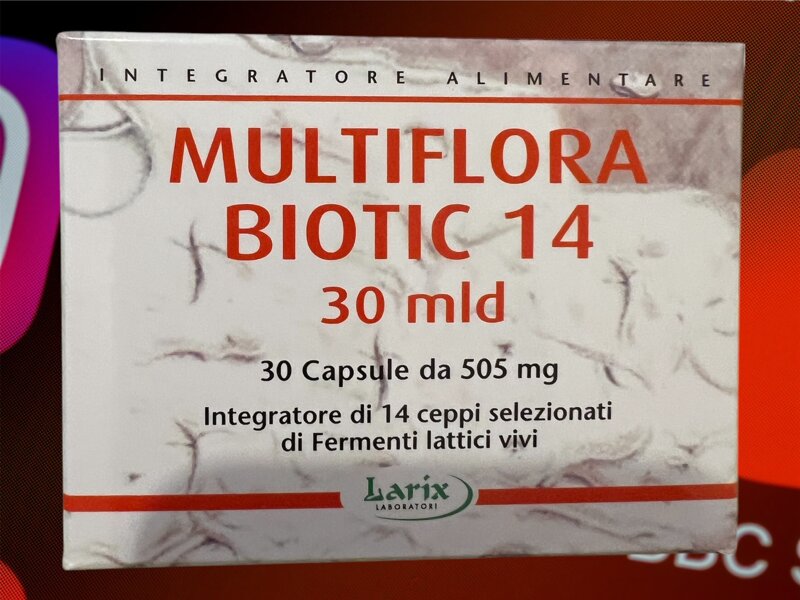 INTEGRATORE ALIMENTARE
MULTIFLORA
BIOTIC 14
30 mld
30 Capsule da 505 mg
Integratore di 14 ceppi selezionati
di Fermenti lattici vivi
Larix
LABORATORI
BBC S